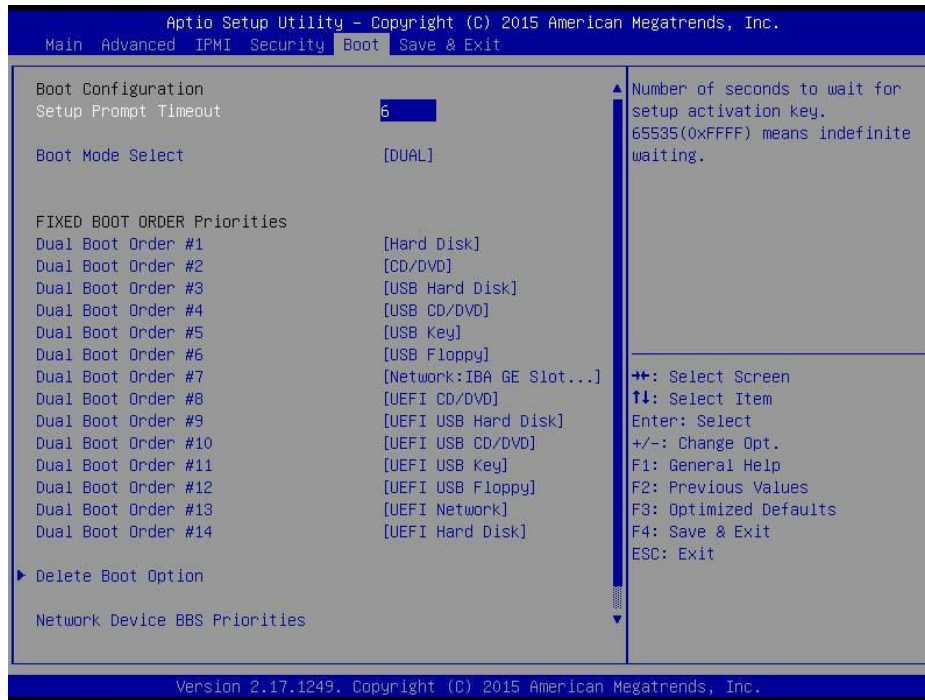 Aptio Setup Utility – Copyright (C) 2015 American Megatrends, Inc.
Main Advanced IPMI Security Boot Save & Exit
Boot Configuration
Setup Prompt Timeout 6
Boot Mode Select [DUAL]
FIXED BOOT ORDER Priorities
Dual Boot Order #1 [Hard Disk]
Dual Boot Order #2 [CD/DVD]
Dual Boot Order #3 [USB Hard Disk]
Dual Boot Order #4 [USB CD/DVD]
Dual Boot Order #5 [USB Key]
Dual Boot Order #6 [USB Floppy]
Dual Boot Order #7 [Network:IBA GE Slot...]
Dual Boot Order #8 [UEFI CD/DVD]
Dual Boot Order #9 [UEFI USB Hard Disk]
Dual Boot Order #10 [UEFI USB CD/DVD]
Dual Boot Order #11 [UEFI USB Key]
Dual Boot Order #12 [UEFI USB Floppy]
Dual Boot Order #13 [UEFI Network]
Dual Boot Order #14 [UEFI Hard Disk]
Delete Boot Option
Network Device BBS Priorities
Number of seconds to wait for
setup activation key.
65535(0xFFFF) means indefinite
waiting.
→←: Select Screen
↑↓: Select Item
Enter: Select
+/-: Change Opt.
F1: General Help
F2: Previous Values
F3: Optimized Defaults
F4: Save & Exit
ESC: Exit
Version 2.17.1249. Copyright (C) 2015 American Megatrends, Inc.